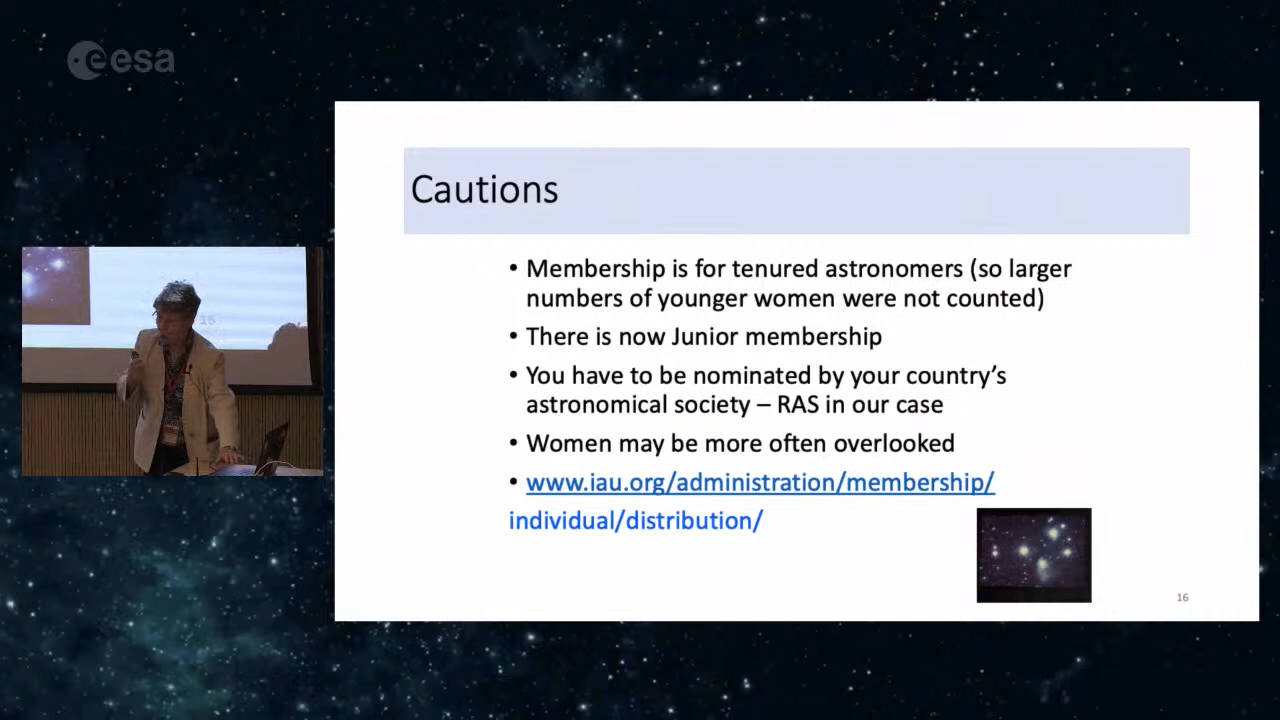 esa
Cautions
• Membership is for tenured astronomers (so larger
numbers of younger women were not counted)
• There is now Junior membership
• You have to be nominated by your country’s
astronomical society – RAS in our case
• Women may be more often overlooked
• www.iau.org/administration/membership/
individual/distribution/
16
16